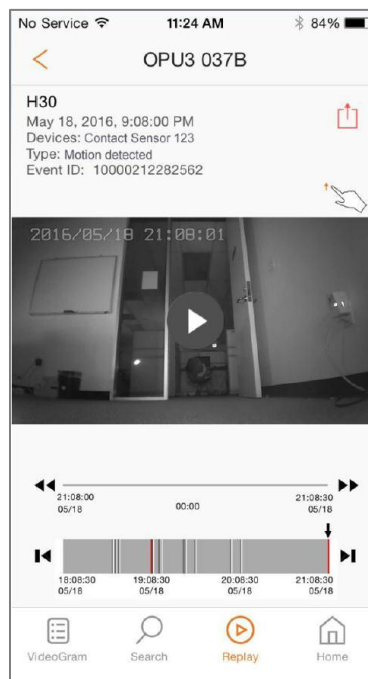 No Service 11:24 AM 84%
OPU3 037B
H30
May 18, 2016, 9:08:00 PM
Devices: Contact Sensor 123
Type: Motion detected
Event ID: 10000212282562
2016/05/18 21:08:01
21:08:00 00:00 21:08:30
05/18 05/18
18:08:30 19:08:30 20:08:30 21:08:30
05/18 05/18 05/18 05/18
VideoGram Search Replay Home